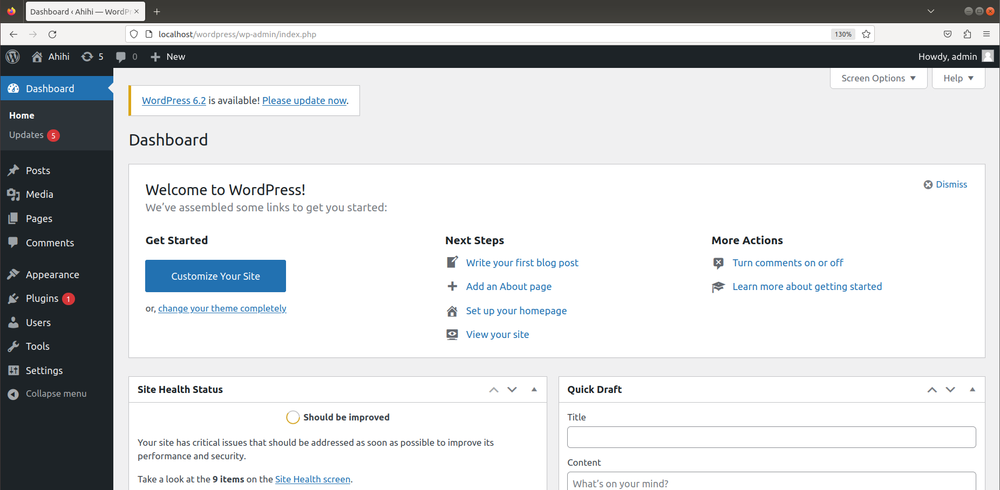 Dashboard ‹ Ahihi — WordPr
localhost/wordpress/wp-admin/index.php
130%
Ahihi
5
0
New
Howdy, admin
Screen Options
Help
Dashboard
Home
Updates 5
Posts
Media
Pages
Comments
Appearance
Plugins 1
Users
Tools
Settings
Collapse menu
WordPress 6.2 is available! Please update now.
Dashboard
Welcome to WordPress!
Dismiss
We’ve assembled some links to get you started:
Get Started
Customize Your Site
or, change your theme completely
Next Steps
Write your first blog post
Add an About page
Set up your homepage
View your site
More Actions
Turn comments on or off
Learn more about getting started
Site Health Status
Should be improved
Your site has critical issues that should be addressed as soon as possible to improve its
performance and security.
Take a look at the 9 items on the Site Health screen.
Quick Draft
Title
Content
What’s on your mind?